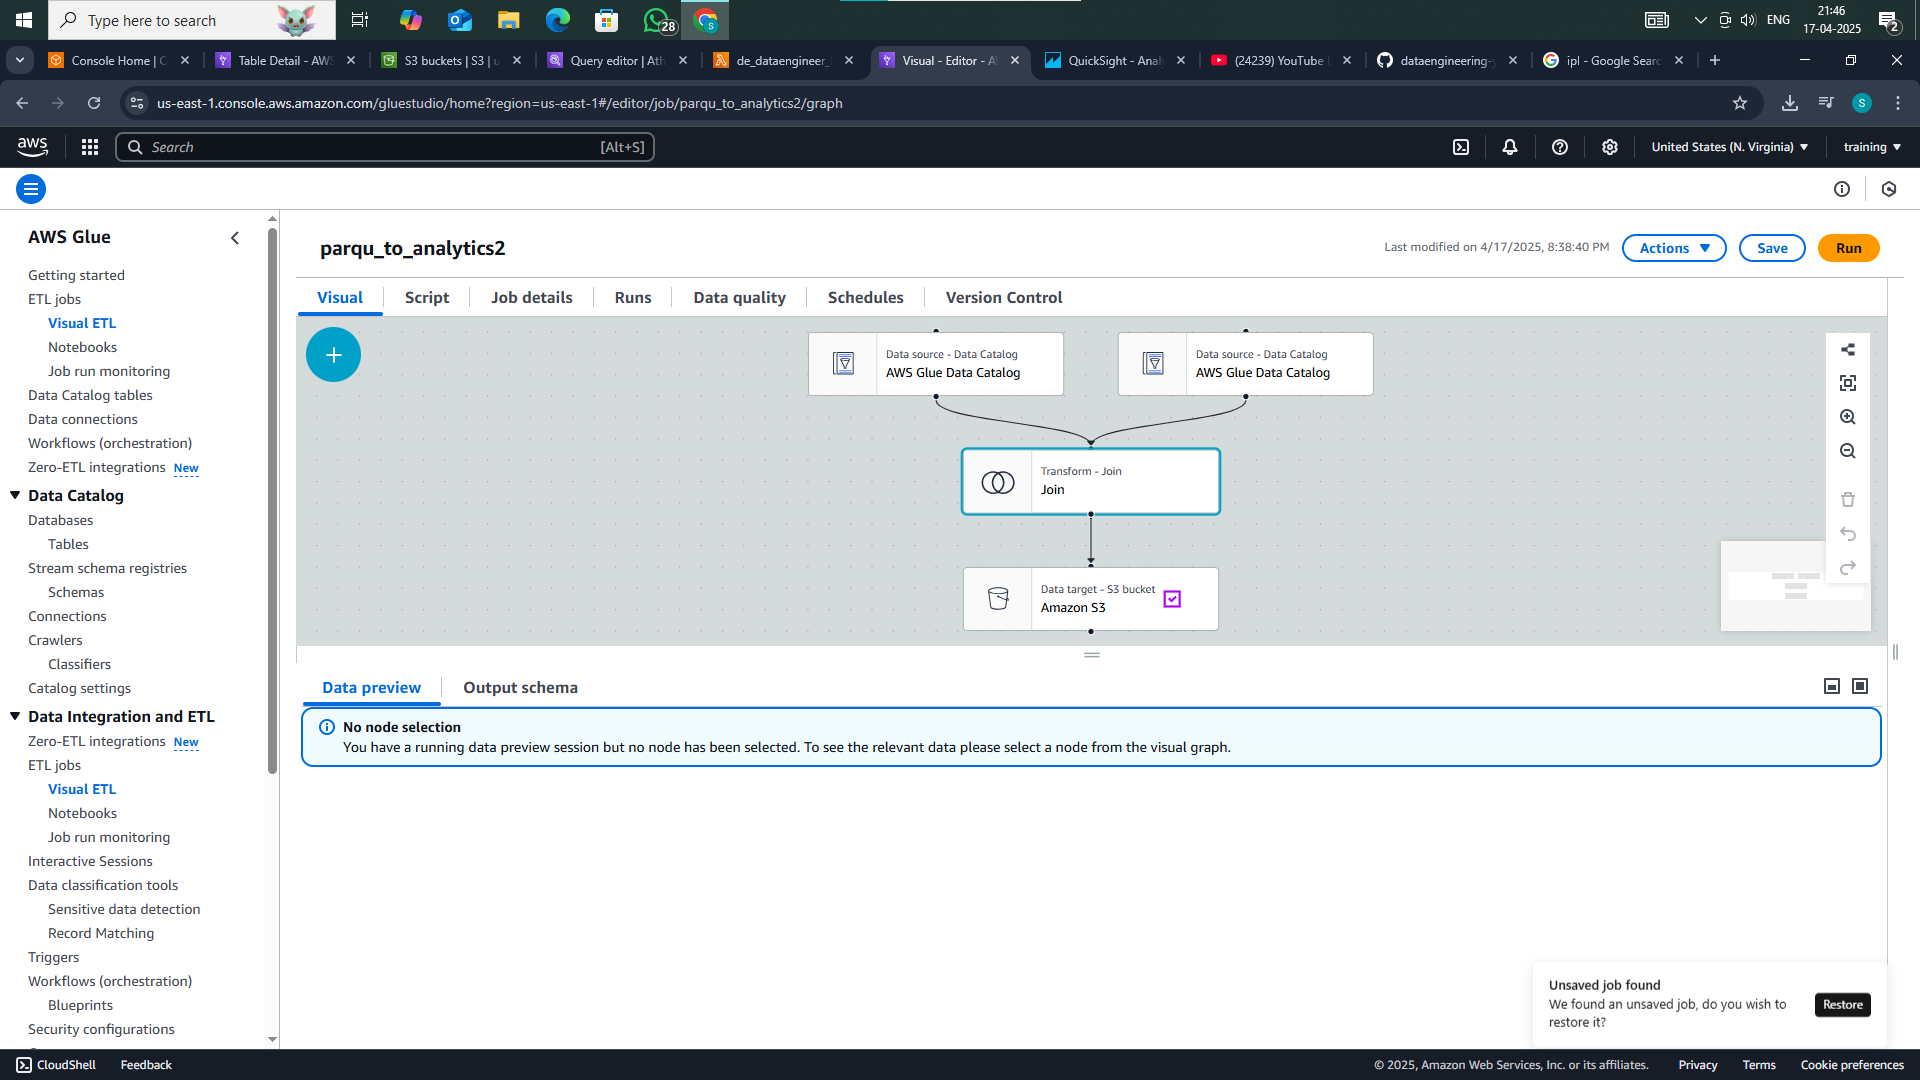 Type here to search
28
S
ENG
21:46
17-04-2025
2
Console Home | C
Table Detail - AWS
S3 buckets | S3 | u
Query editor | Ath
de_dataengineer_
Visual - Editor - A
QuickSight - Anal
(24239) YouTube
dataengineering-
ipl - Google Searc
us-east-1.console.aws.amazon.com/gluestudio/home?region=us-east-1#/editor/job/parqu_to_analytics2/graph
S
aws
Search
[Alt+S]
United States (N. Virginia)
training
AWS Glue
Getting started
ETL jobs
Visual ETL
Notebooks
Job run monitoring
Data Catalog tables
Data connections
Workflows (orchestration)
Zero-ETL integrations New
Data Catalog
Databases
Tables
Stream schema registries
Schemas
Connections
Crawlers
Classifiers
Catalog settings
Data Integration and ETL
Zero-ETL integrations New
ETL jobs
Visual ETL
Notebooks
Job run monitoring
Interactive Sessions
Data classification tools
Sensitive data detection
Record Matching
Triggers
Workflows (orchestration)
Blueprints
Security configurations
parqu_to_analytics2
Last modified on 4/17/2025, 8:38:40 PM
Actions
Save
Run
Visual
Script
Job details
Runs
Data quality
Schedules
Version Control
Data source - Data Catalog
AWS Glue Data Catalog
Data source - Data Catalog
AWS Glue Data Catalog
Transform - Join
Join
Data target - S3 bucket
Amazon S3
Data preview
Output schema
No node selection
You have a running data preview session but no node has been selected. To see the relevant data please select a node from the visual graph.
Unsaved job found
We found an unsaved job, do you wish to
restore it?
Restore
CloudShell
Feedback
© 2025, Amazon Web Services, Inc. or its affiliates.
Privacy
Terms
Cookie preferences